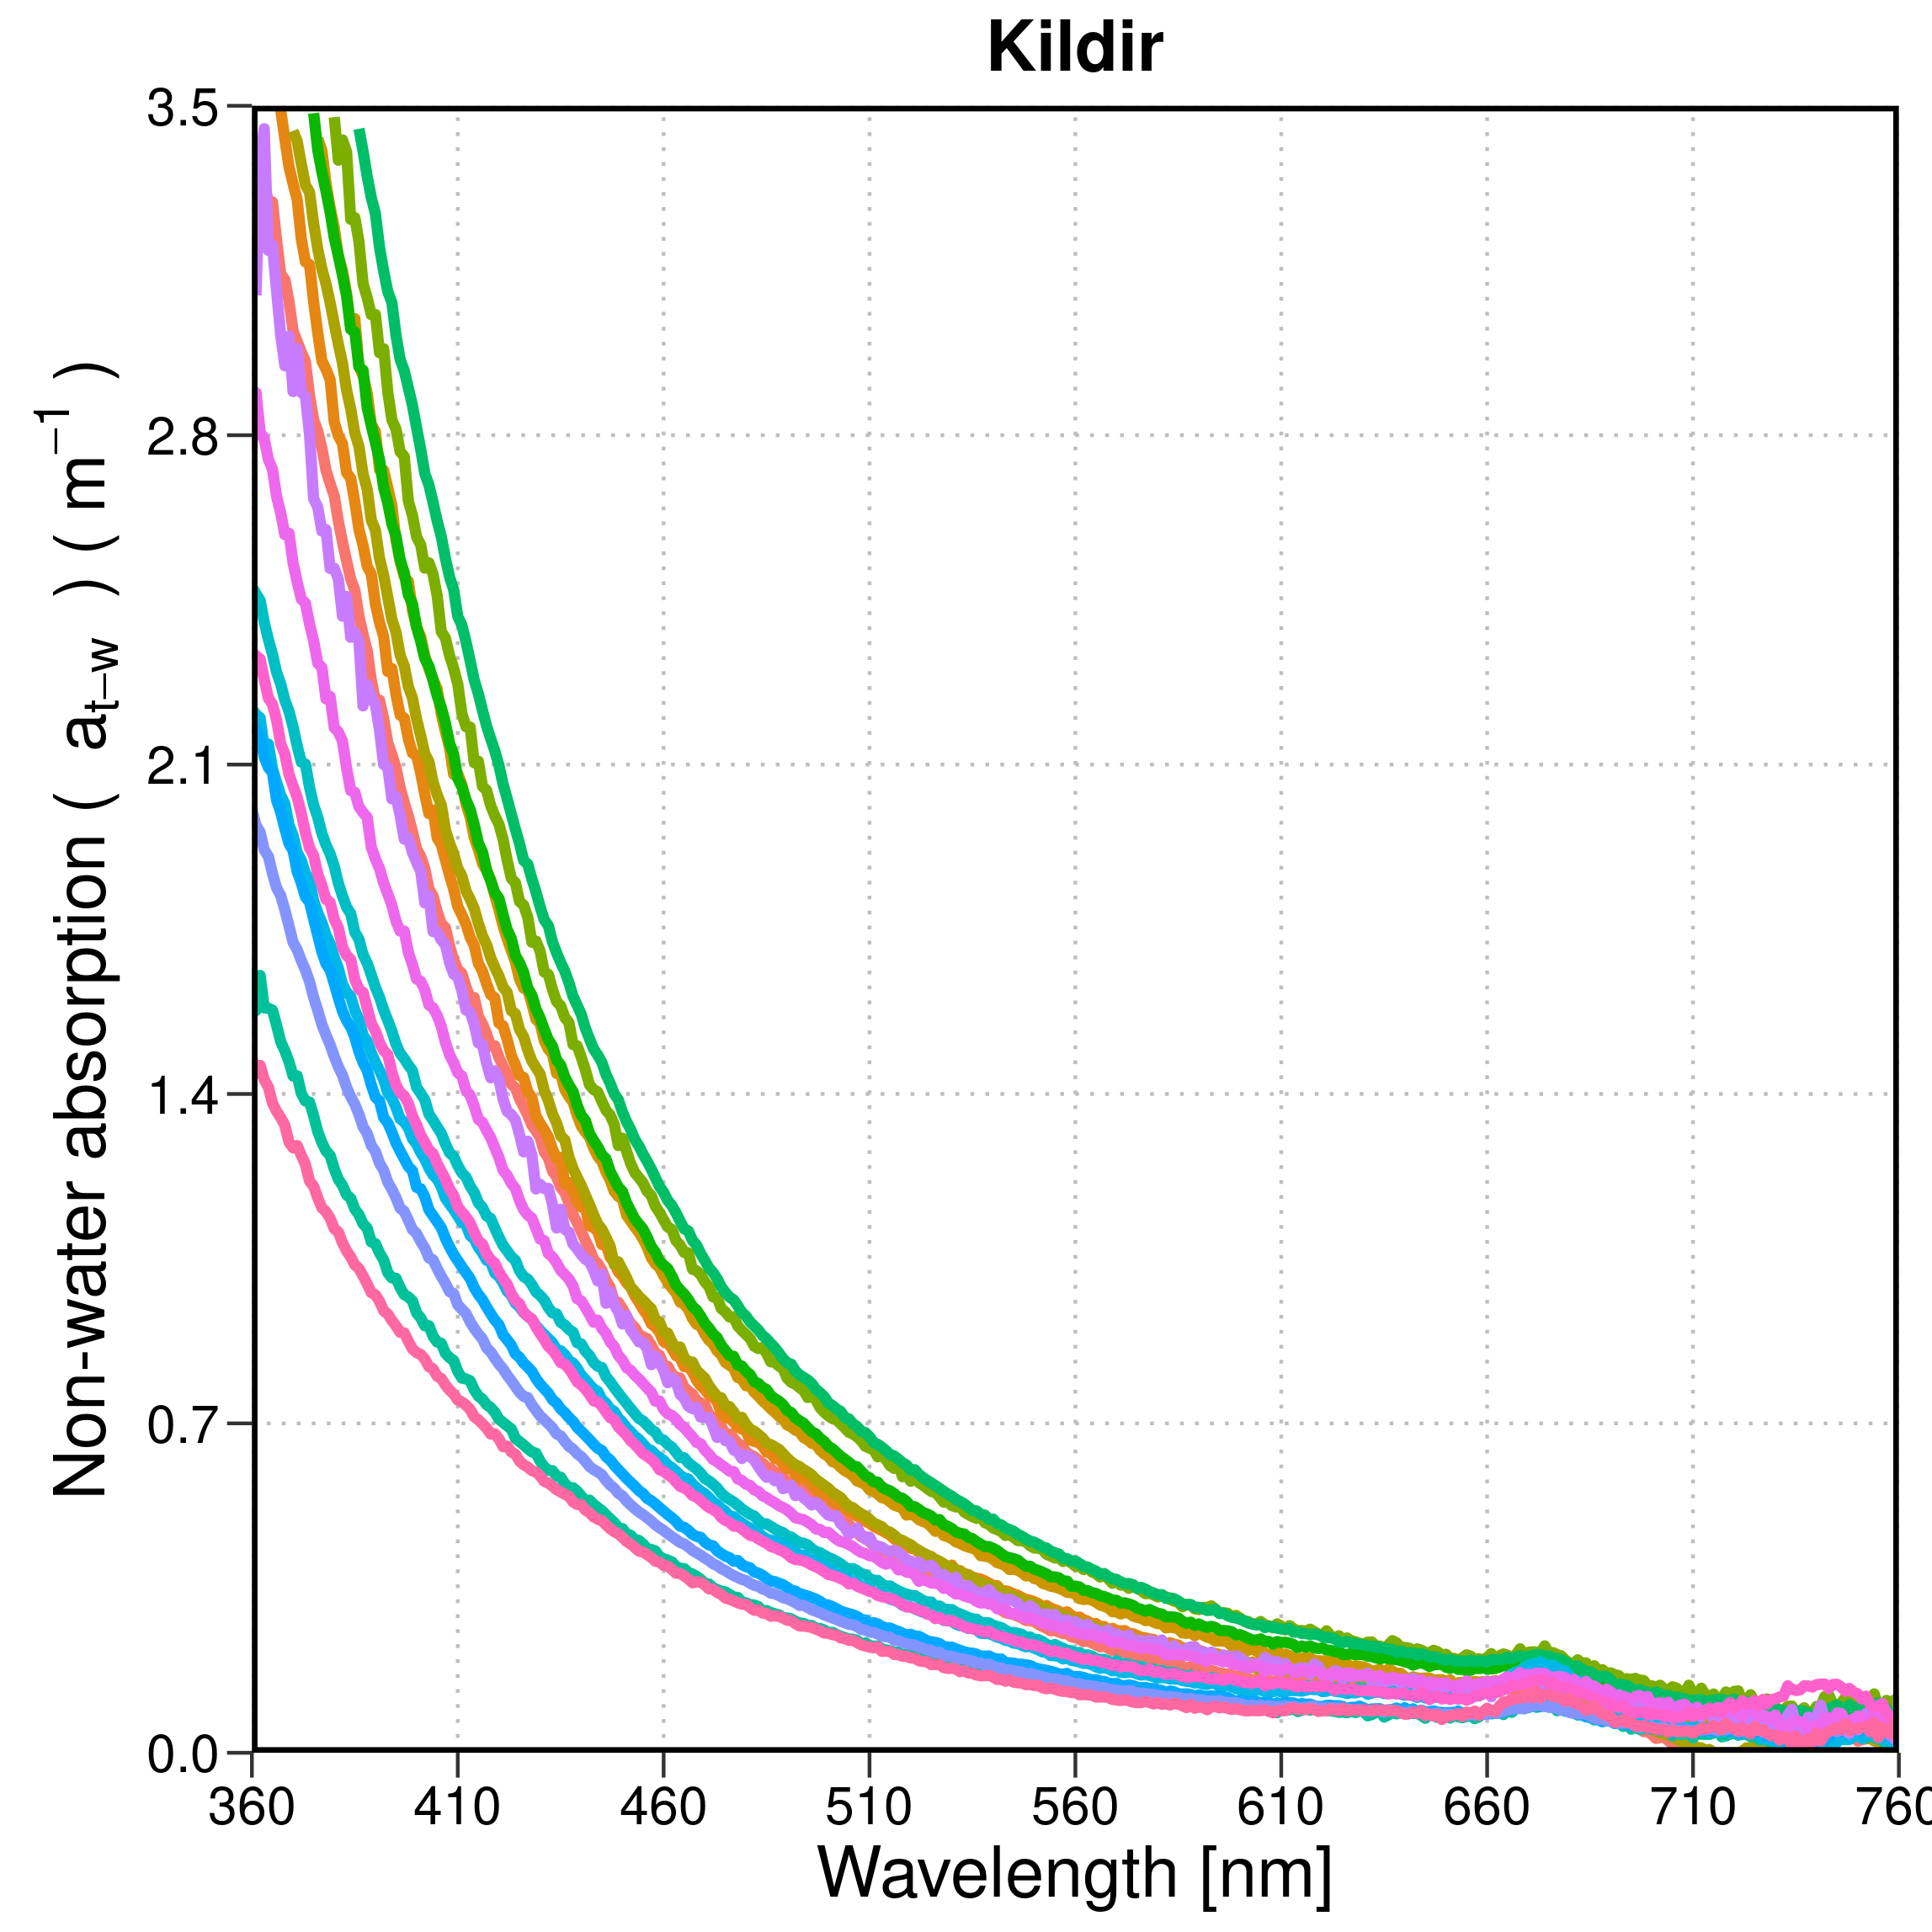 Kildir
Non-water absorption ( a_{t–w} ) ( m^{–1} )
3.5
2.8
2.1
1.4
0.7
0.0
360 410 460 510 560 610 660 710 760
Wavelength [nm]